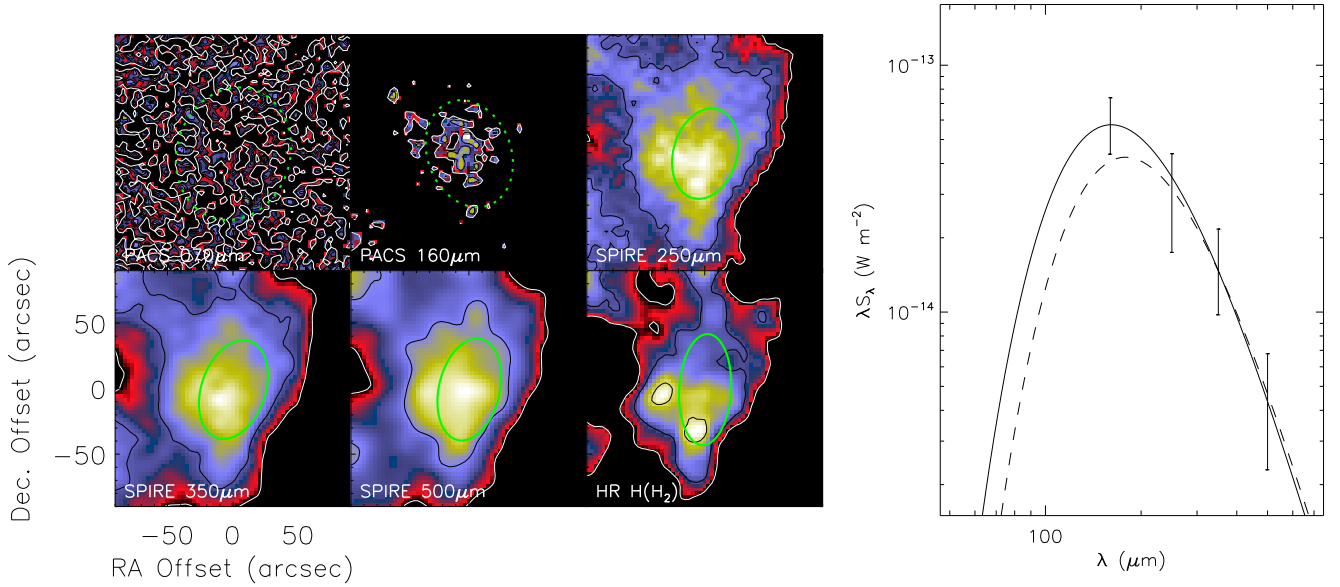 PACS 070μm
PACS 160μm
SPIRE 250μm
SPIRE 350μm
SPIRE 500μm
HR H(H₂)
Dec. Offset (arcsec)
50
0
−50
−50 0 50
RA Offset (arcsec)
λS_λ (W m⁻²)
10⁻¹³
10⁻¹⁴
100
λ (μm)